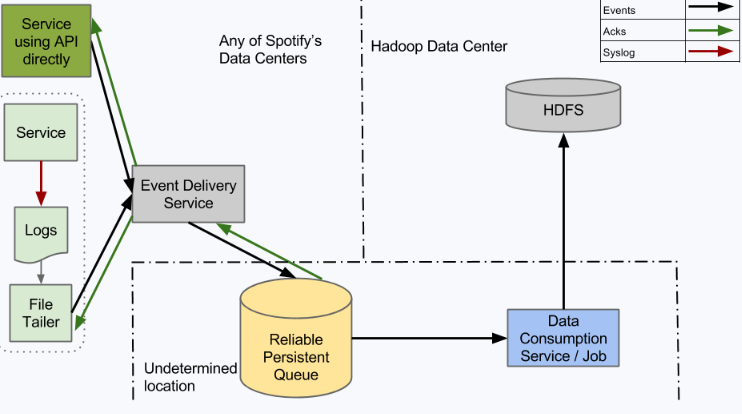 Service
using API
directly
Any of Spotify's
Data Centers
Hadoop Data Center
Events
Acks
Syslog
Service
HDFS
Event Delivery
Service
Logs
File
Tailer
Reliable
Persistent
Queue
Data
Consumption
Service / Job
Undetermined
location